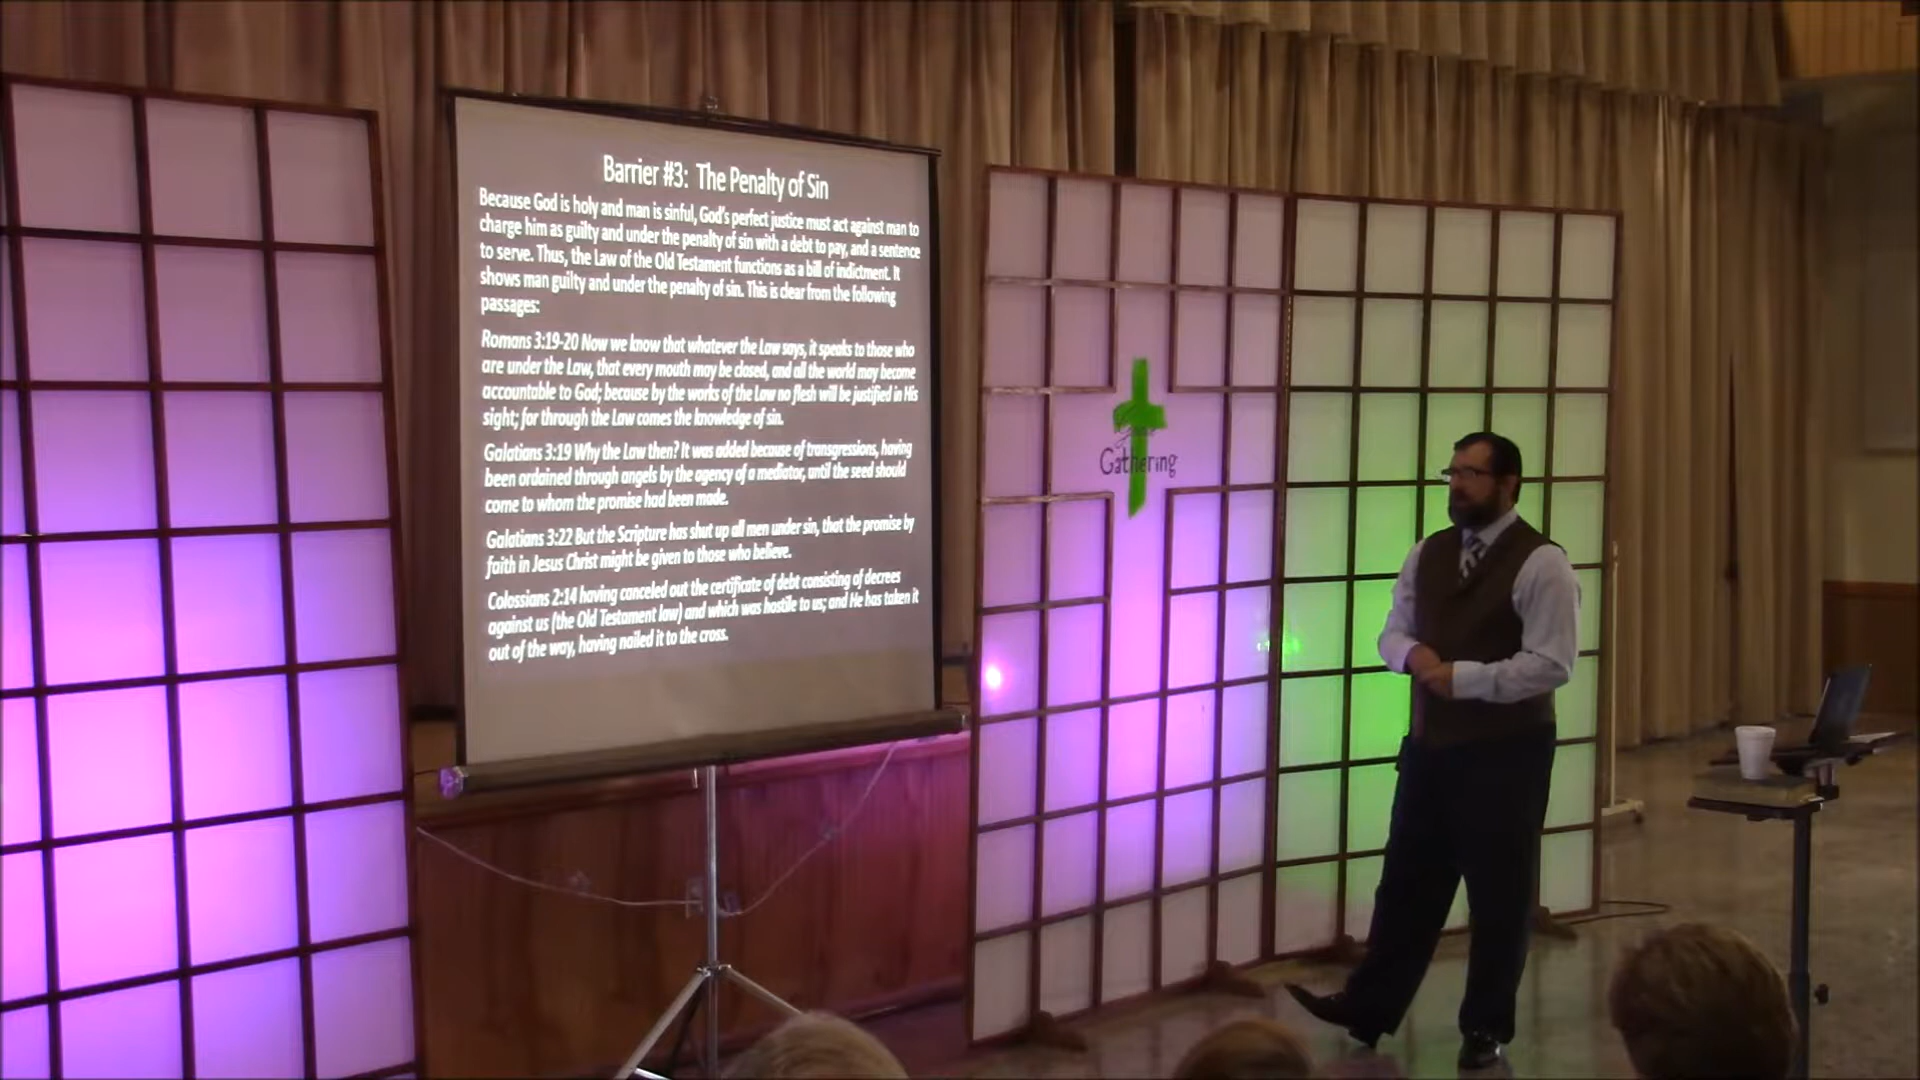 Barrier #3: The Penalty of Sin
Because God is holy and man is sinful, God's perfect justice must act against man to
charge him as guilty and under the penalty of sin with a debt to pay, and a sentence
to serve. Thus, the Law of the Old Testament functions as a bill of indictment. It
shows man guilty and under the penalty of sin. This is clear from the following
passages:
Romans 3:19-20 Now we know that whatever the Law says, it speaks to those who
are under the Law, that every mouth may be closed, and all the world may become
accountable to God; because by the works of the Law no flesh will be justified in His
sight; for through the Law comes the knowledge of sin.
Galatians 3:19 Why the Law then? It was added because of transgressions, having
been ordained through angels by the agency of a mediator, until the seed should
come to whom the promise had been made.
Galatians 3:22 But the Scripture has shut up all men under sin, that the promise by
faith in Jesus Christ might be given to those who believe.
Colossians 2:14 having canceled out the certificate of debt consisting of decrees
against us (the Old Testament law) and which was hostile to us; and He has taken it
out of the way, having nailed it to the cross.
Gathering